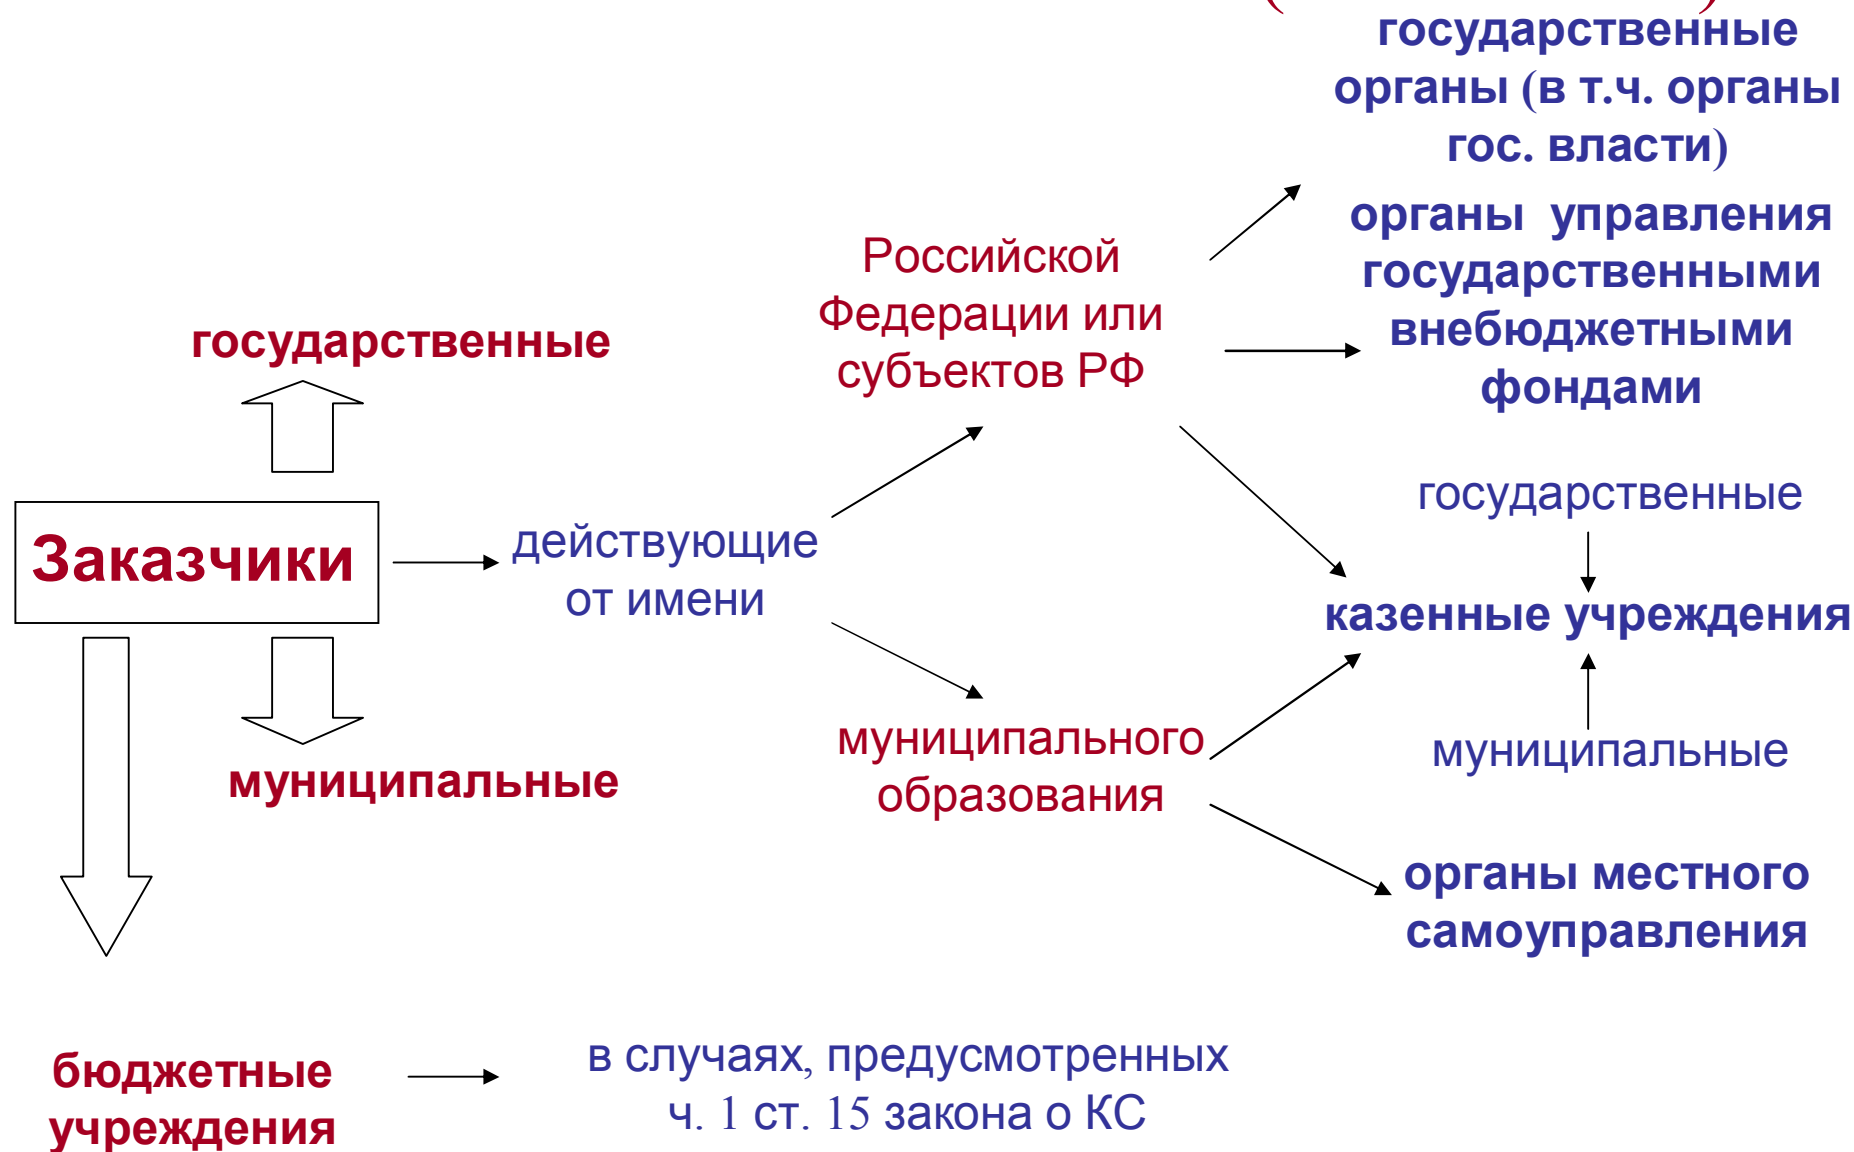 государственные
органы (в т.ч. органы
гос. власти)
органы управления
государственными
внебюджетными
фондами
Российской
Федерации или
субъектов РФ
государственные
государственные
Заказчики
действующие
от имени
казенные учреждения
муниципального
образования
муниципальные
муниципальные
органы местного
самоуправления
бюджетные
учреждения
в случаях, предусмотренных
ч. 1 ст. 15 закона о КС